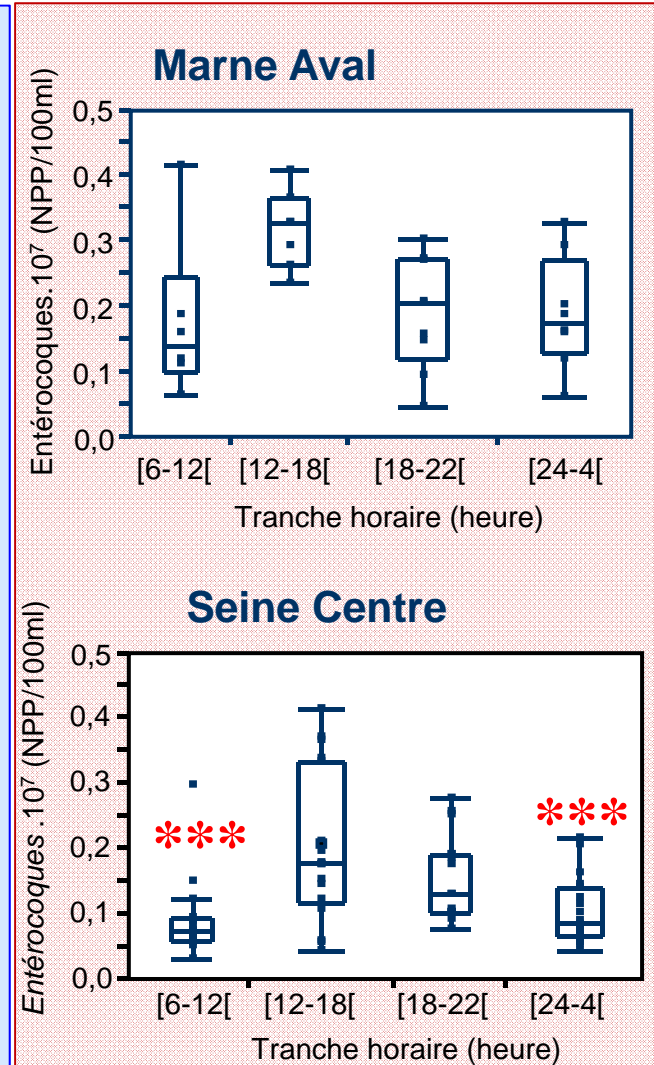 Marne Aval
Entérocoques.10⁷ (NPP/100ml)
0,5
0,4
0,3
0,2
0,1
0,0
[6-12[ [12-18[ [18-22[ [24-4[
Tranche horaire (heure)
Seine Centre
Entérocoques .10⁷ (NPP/100ml)
0,5
0,4
0,3
0,2
0,1
0,0
*** ***
[6-12[ [12-18[ [18-22[ [24-4[
Tranche horaire (heure)